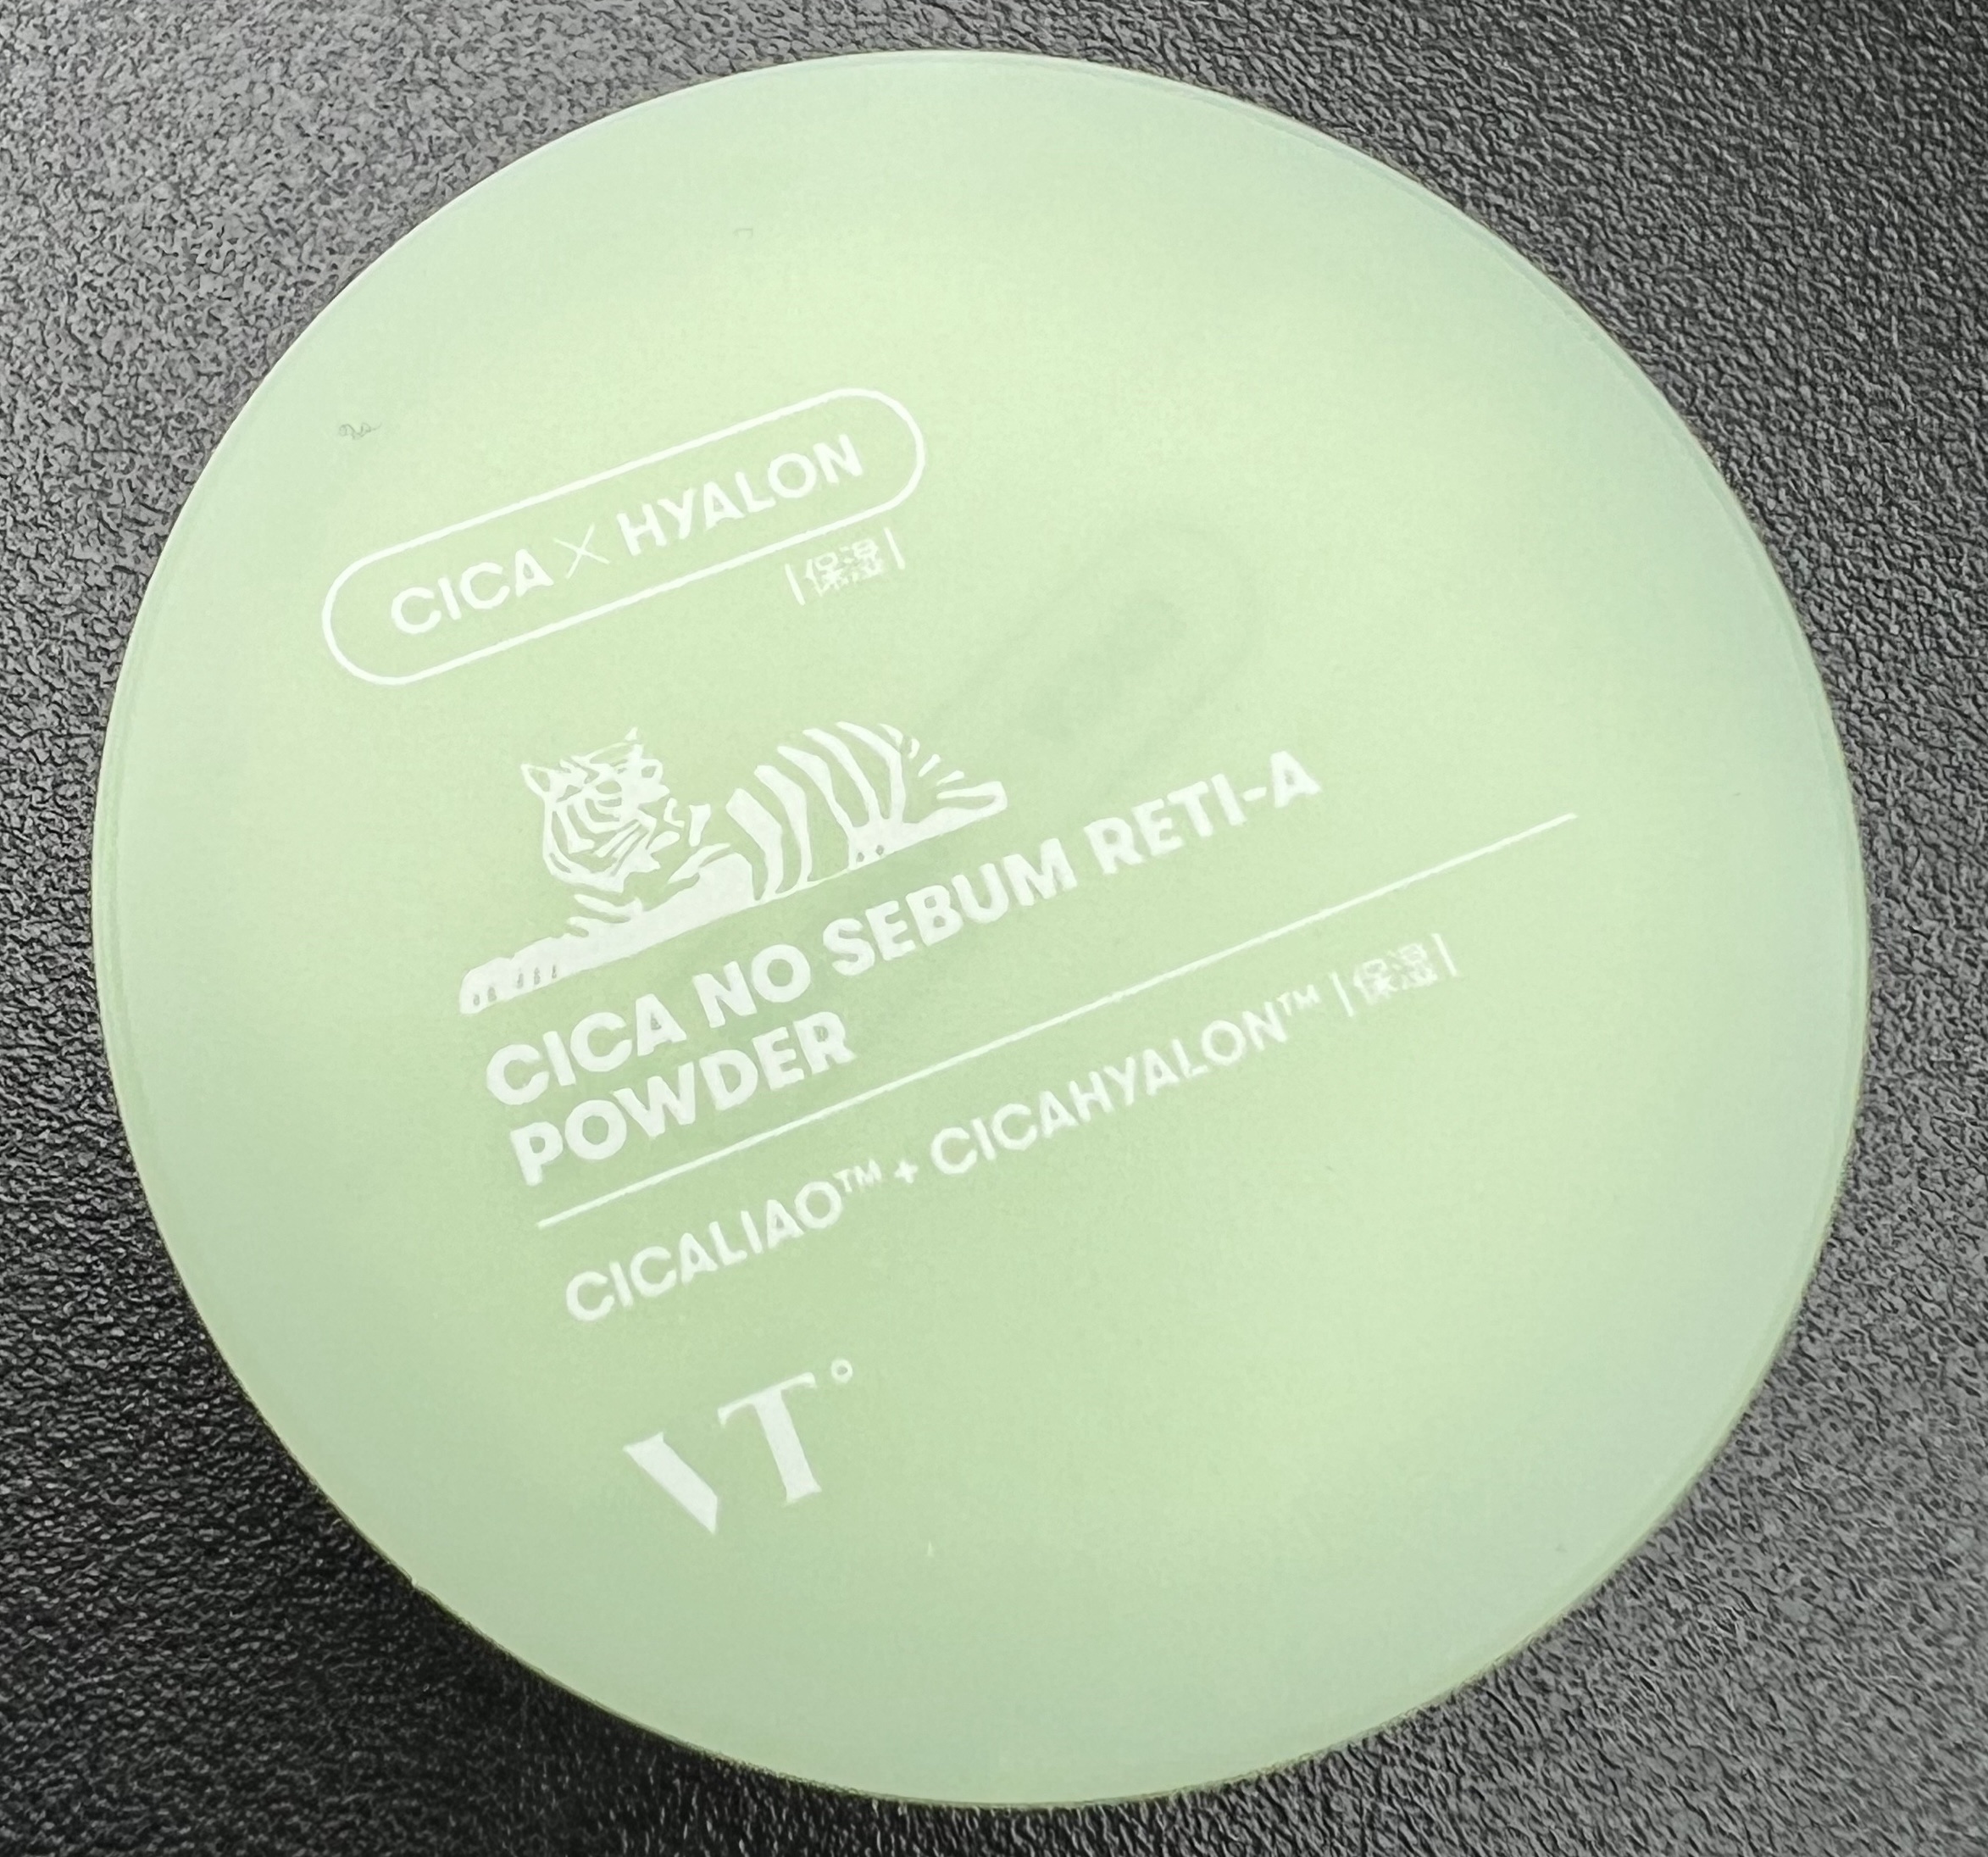 CICA X HYALON
|保湿|
CICA NO SEBUM RETI-A
POWDER
CICALIAO™ + CICAHYALON™ |保湿|
VT°